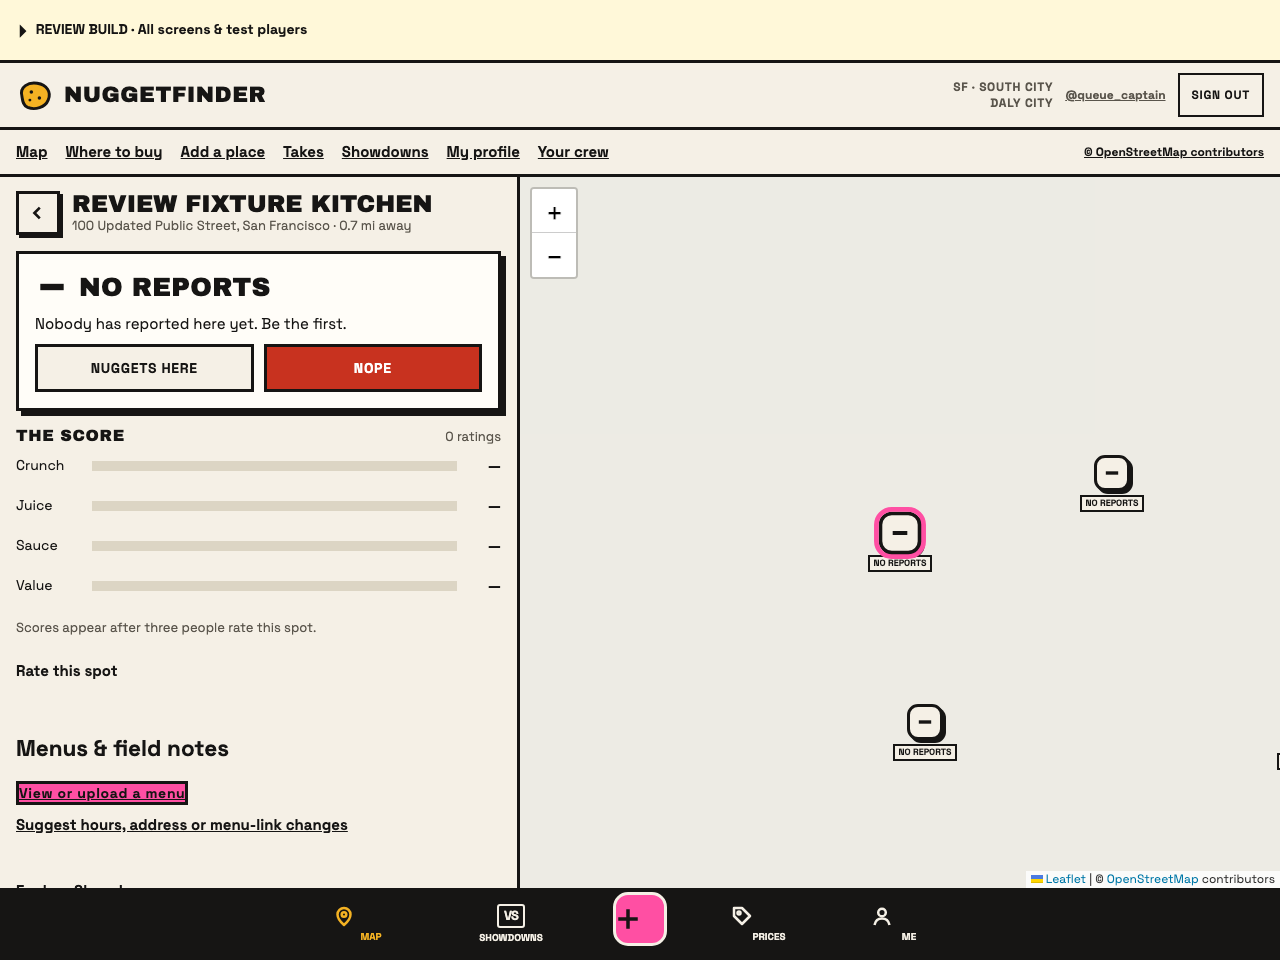 REVIEW BUILD · All screens & test players
NUGGETFINDER
SF · SOUTH CITY
DALY CITY
@queue_captain
SIGN OUT
Map
Where to buy
Add a place
Takes
Showdowns
My profile
Your crew
© OpenStreetMap contributors
REVIEW FIXTURE KITCHEN
100 Updated Public Street, San Francisco · 0.7 mi away
— NO REPORTS
Nobody has reported here yet. Be the first.
NUGGETS HERE
NOPE
THE SCORE
0 ratings
Crunch —
Juice —
Sauce —
Value —
Scores appear after three people rate this spot.
Rate this spot
Menus & field notes
View or upload a menu
Suggest hours, address or menu-link changes
+
−
NO REPORTS
NO REPORTS
NO REPORTS
Leaflet | © OpenStreetMap contributors
MAP
VS
SHOWDOWNS
+
PRICES
ME